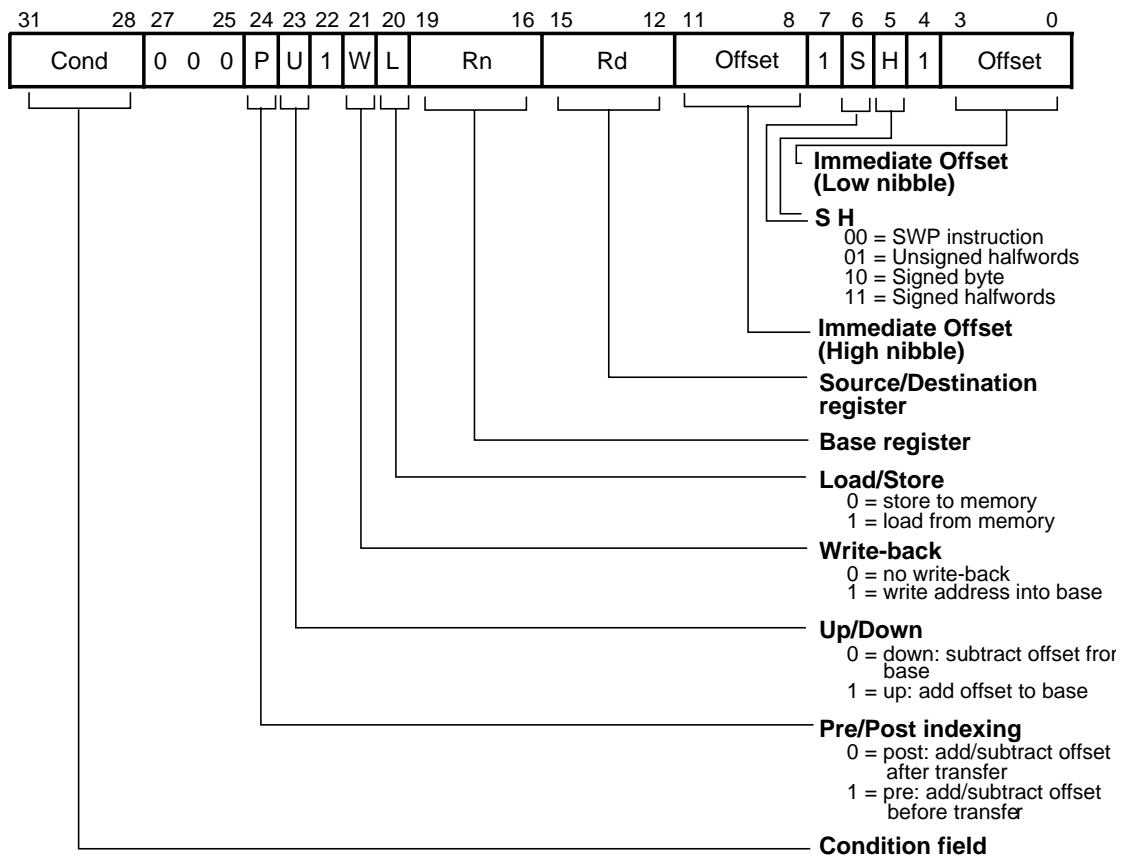 31 28 27 25 24 23 22 21 20 19 16 15 12 11 8 7 6 5 4 3 0
Cond 0 0 0 P U 1 W L Rn Rd Offset 1 S H 1 Offset
Immediate Offset
(Low nibble)
S H
00 = SWP instruction
01 = Unsigned halfwords
10 = Signed byte
11 = Signed halfwords
Immediate Offset
(High nibble)
Source/Destination
register
Base register
Load/Store
0 = store to memory
1 = load from memory
Write-back
0 = no write-back
1 = write address into base
Up/Down
0 = down: subtract offset fror
base
1 = up: add offset to base
Pre/Post indexing
0 = post: add/subtract offset
after transfer
1 = pre: add/subtract offset
before transfer
Condition field